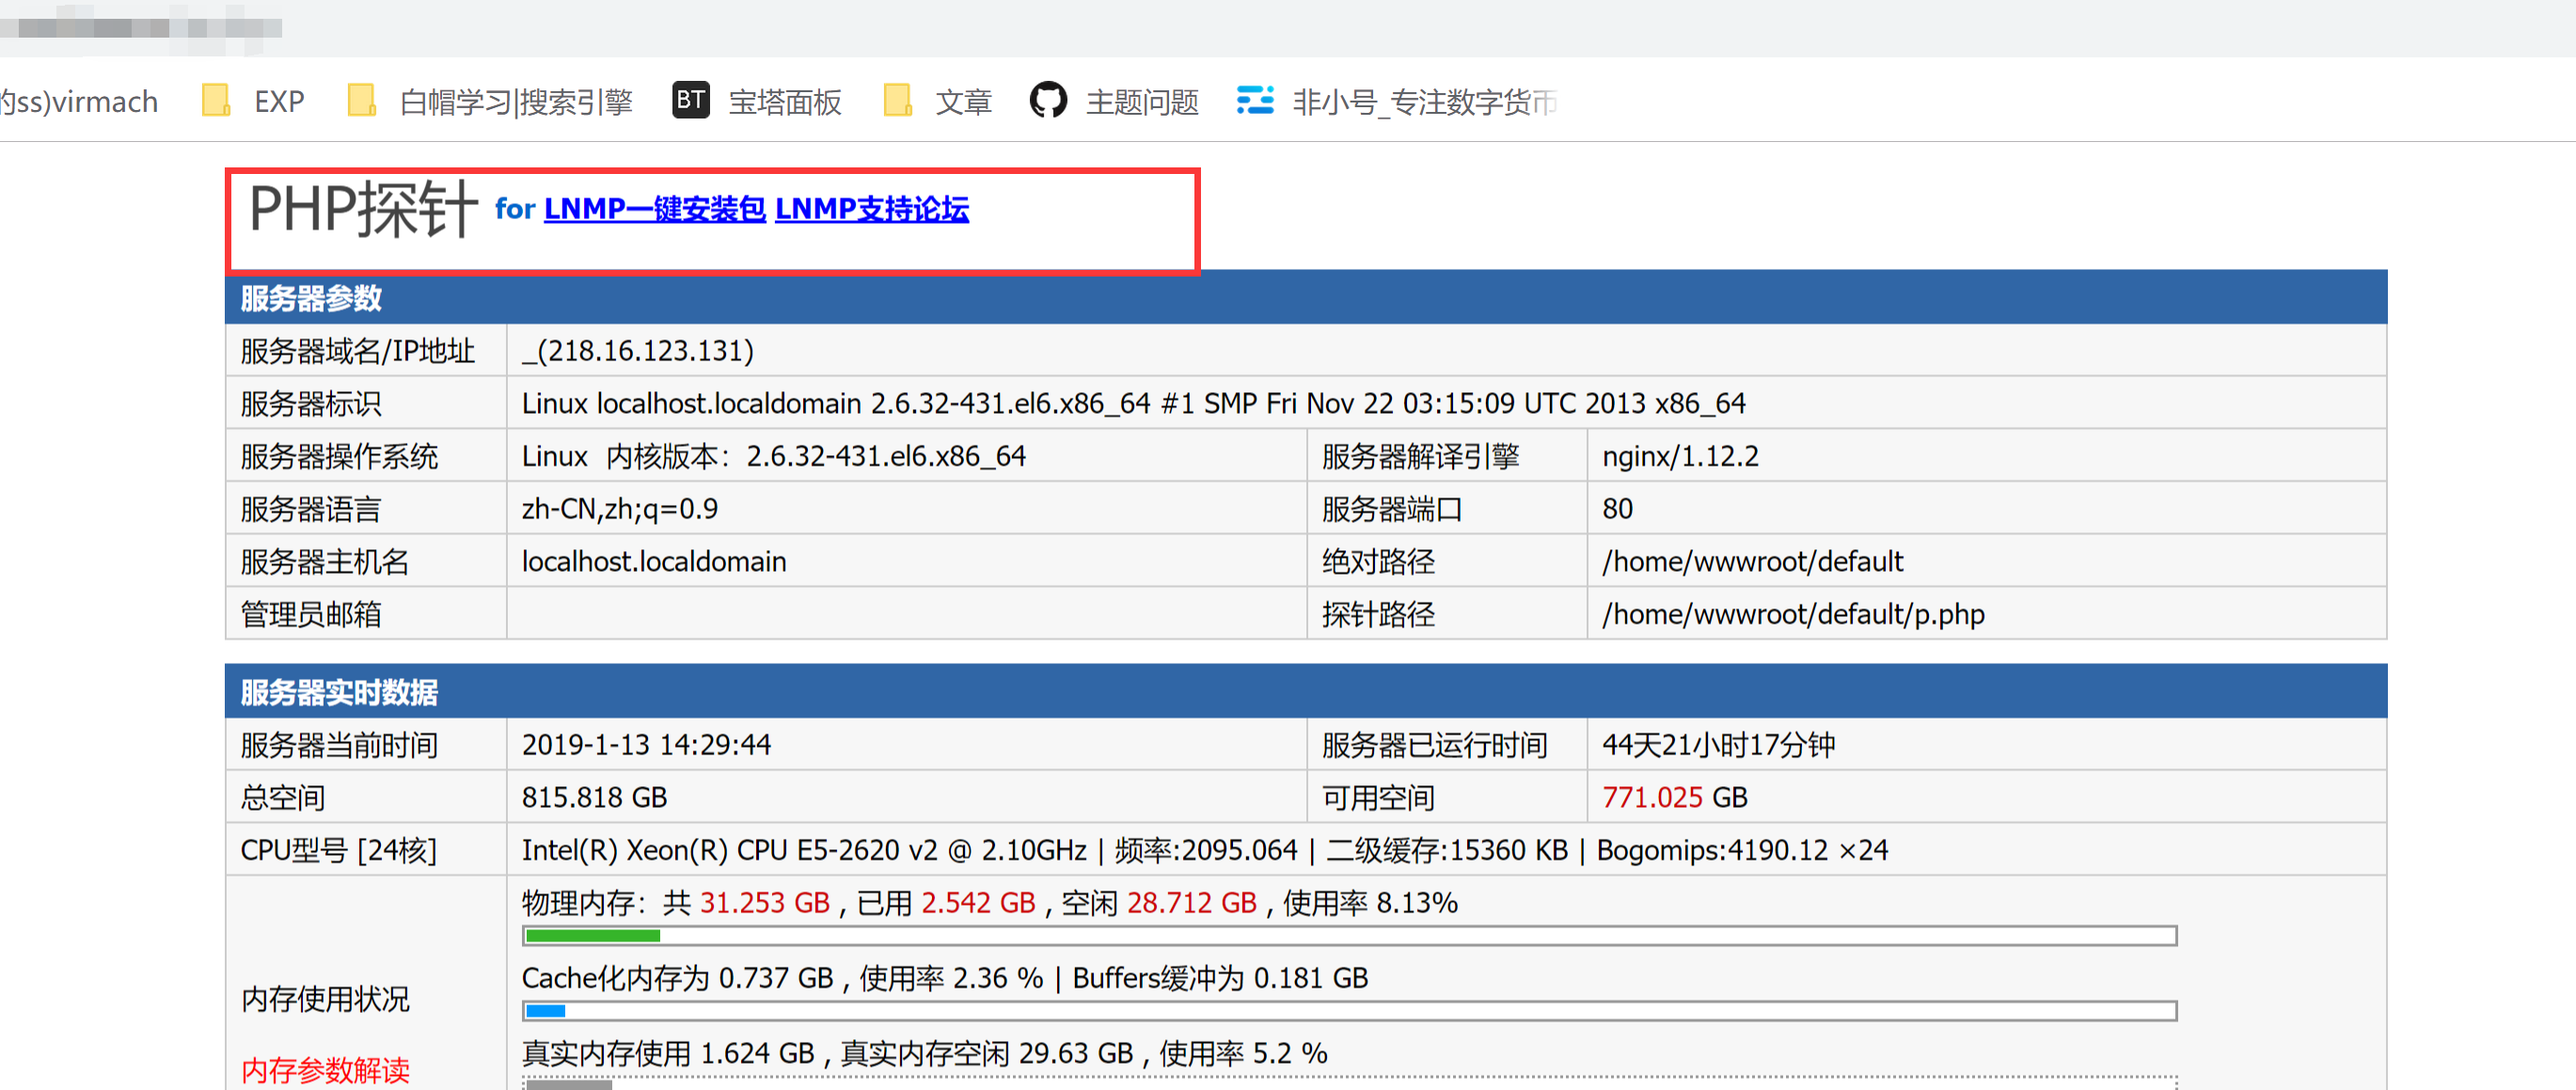 的ss)virmach EXP 白帽学习|搜索引擎 BT 宝塔面板 文章 主题问题 非小号_专注数字货币
PHP探针 for LNMP一键安装包 LNMP支持论坛
服务器参数
服务器域名/IP地址 _(218.16.123.131)
服务器标识 Linux localhost.localdomain 2.6.32-431.el6.x86_64 #1 SMP Fri Nov 22 03:15:09 UTC 2013 x86_64
服务器操作系统 Linux 内核版本：2.6.32-431.el6.x86_64 服务器解译引擎 nginx/1.12.2
服务器语言 zh-CN,zh;q=0.9 服务器端口 80
服务器主机名 localhost.localdomain 绝对路径 /home/wwwroot/default
管理员邮箱 探针路径 /home/wwwroot/default/p.php
服务器实时数据
服务器当前时间 2019-1-13 14:29:44 服务器已运行时间 44天21小时17分钟
总空间 815.818 GB 可用空间 771.025 GB
CPU型号 [24核] Intel(R) Xeon(R) CPU E5-2620 v2 @ 2.10GHz | 频率:2095.064 | 二级缓存:15360 KB | Bogomips:4190.12 ×24
物理内存：共 31.253 GB , 已用 2.542 GB , 空闲 28.712 GB , 使用率 8.13%
Cache化内存为 0.737 GB , 使用率 2.36 % | Buffers缓冲为 0.181 GB
内存使用状况
真实内存使用 1.624 GB , 真实内存空闲 29.63 GB , 使用率 5.2 %
内存参数解读